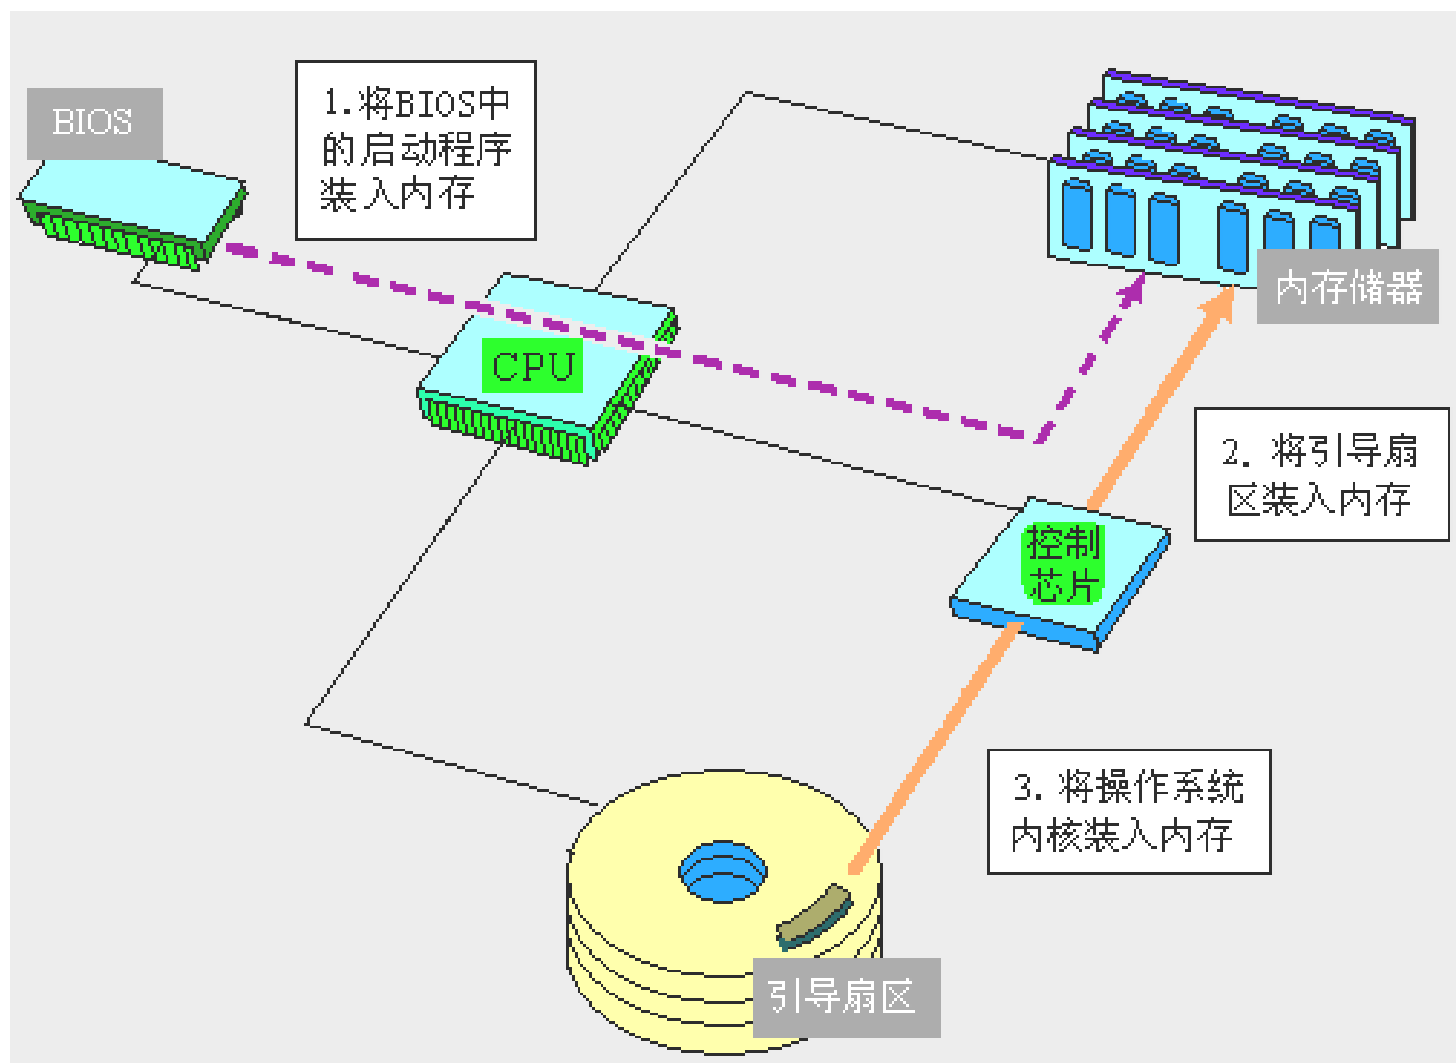 BIOS
1.将BIOS中
的启动程序
装入内存
内存储器
CPU
2. 将引导扇
区装入内存
控制
芯片
3. 将操作系统
内核装入内存
引导扇区